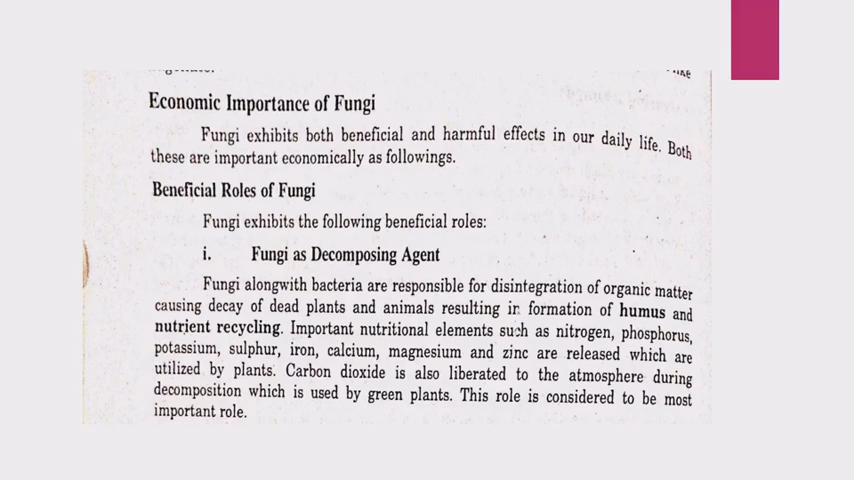 Economic Importance of Fungi
Fungi exhibits both beneficial and harmful effects in our daily life. Both
these are important economically as followings.
Beneficial Roles of Fungi
Fungi exhibits the following beneficial roles:
i. Fungi as Decomposing Agent
Fungi alongwith bacteria are responsible for disintegration of organic matter
causing decay of dead plants and animals resulting in formation of humus and
nutrient recycling. Important nutritional elements such as nitrogen, phosphorus,
potassium, sulphur, iron, calcium, magnesium and zinc are released which are
utilized by plants. Carbon dioxide is also liberated to the atmosphere during
decomposition which is used by green plants. This role is considered to be most
important role.